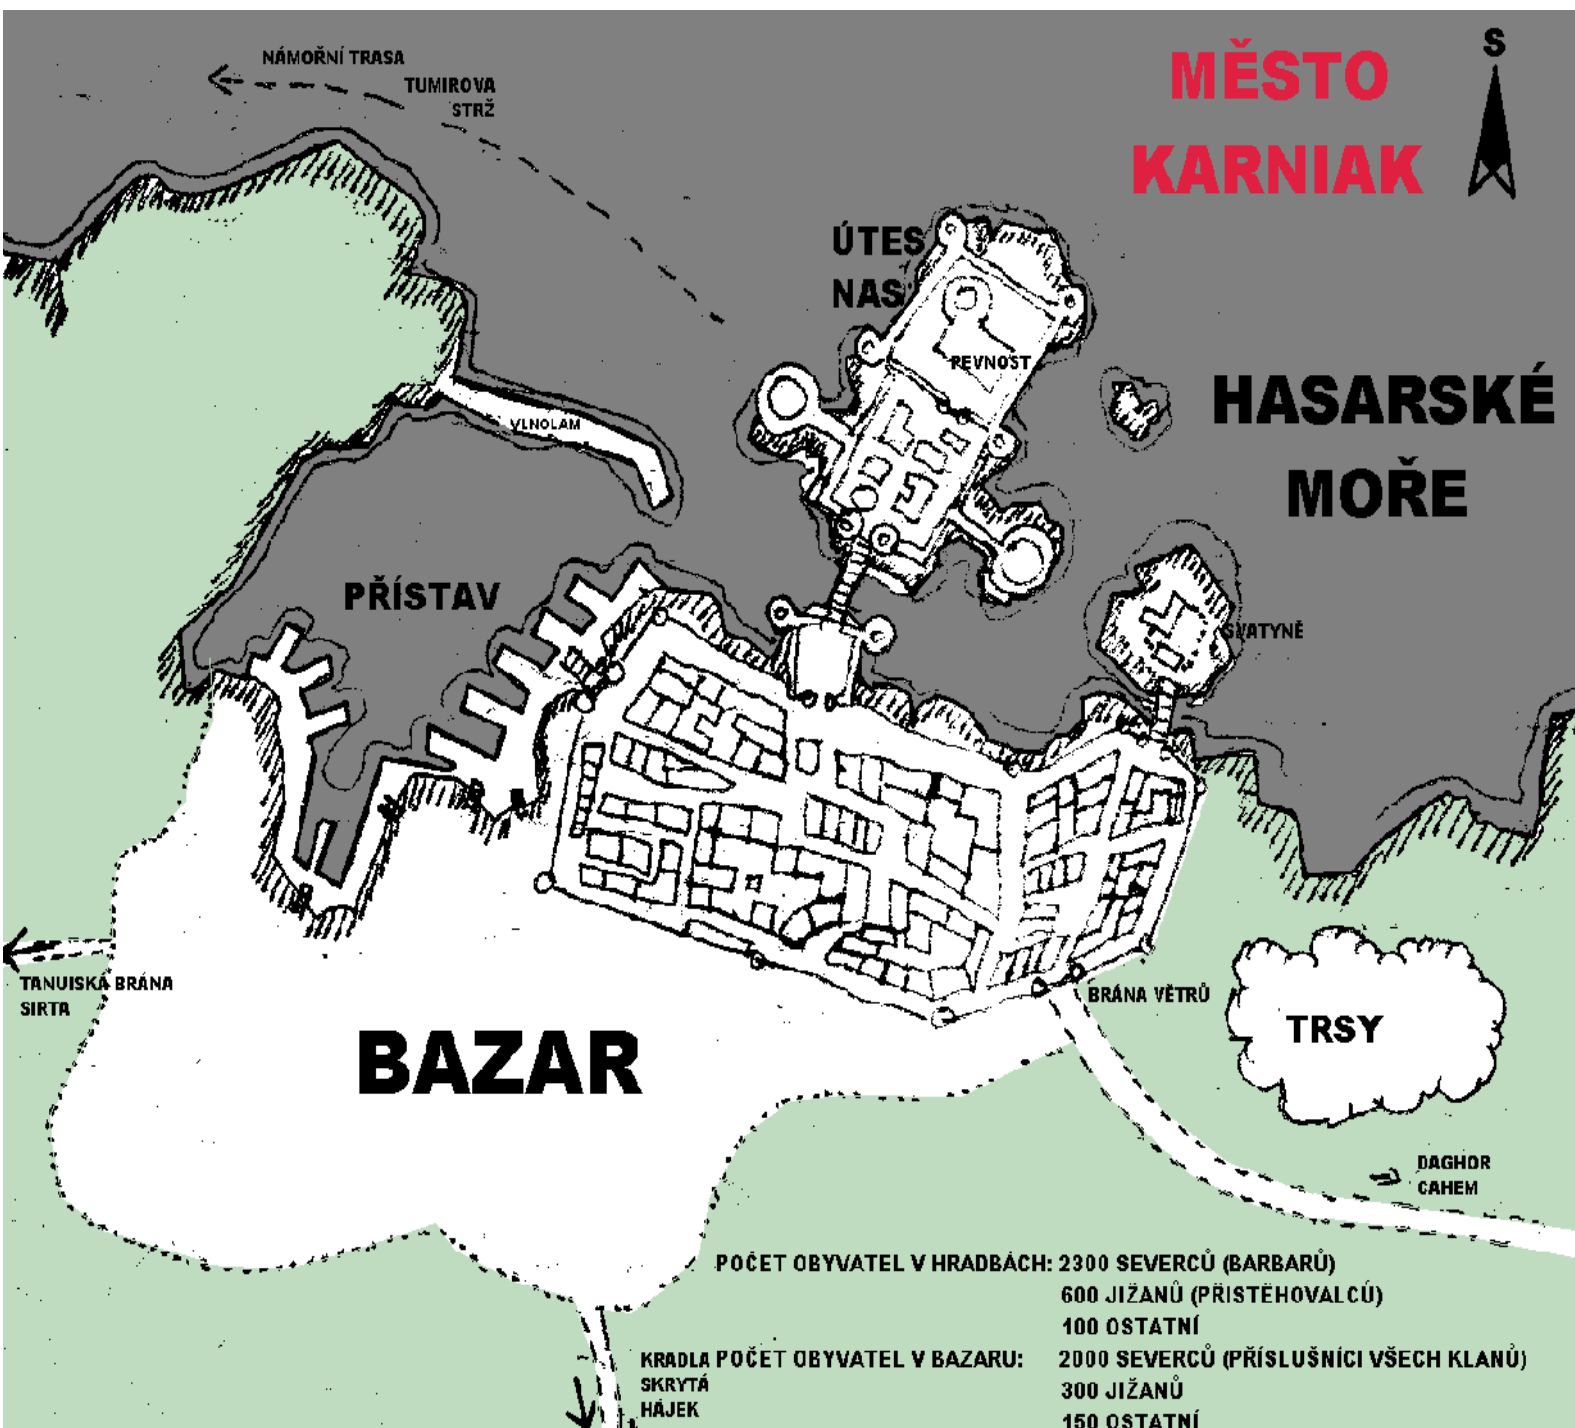 NÁMOŘNÍ TRASA
TUMIROVA
STRŽ
MĚSTO
KARNIAK
S
ÚTES
NAS
PEVNOST
HASARSKÉ
MOŘE
VLNOLAM
PŘÍSTAV
SVATYNĚ
TANUISKÁ BRÁNA
SIRTA
BRÁNA VĚTRŮ
TRSY
BAZAR
DAGHOR
CAHEM
POČET OBYVATEL V HRADBÁCH: 2300 SEVERCŮ (BARBARŮ)
600 JIŽANŮ (PŘISTĚHOVALCŮ)
100 OSTATNÍ
KRADLA
SKRYTÁ
HÁJEK
POČET OBYVATEL V BAZARU: 2000 SEVERCŮ (PŘÍSLUŠNÍCI VŠECH KLANŮ)
300 JIŽANŮ
150 OSTATNÍ